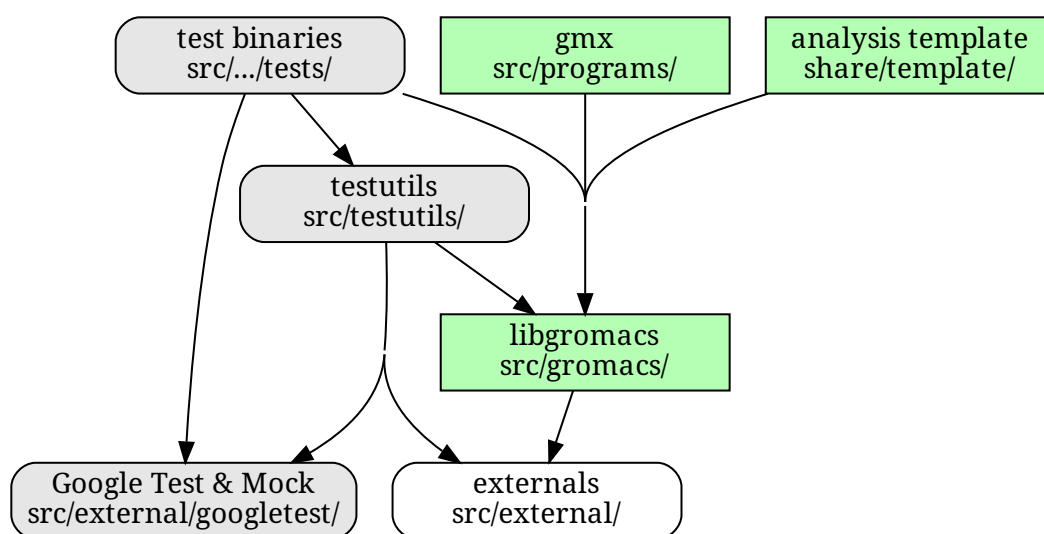 test binaries
src/.../tests/
gmx
src/programs/
analysis template
share/template/
testutils
src/testutils/
libgromacs
src/gromacs/
Google Test & Mock
src/external/googletest/
externals
src/external/